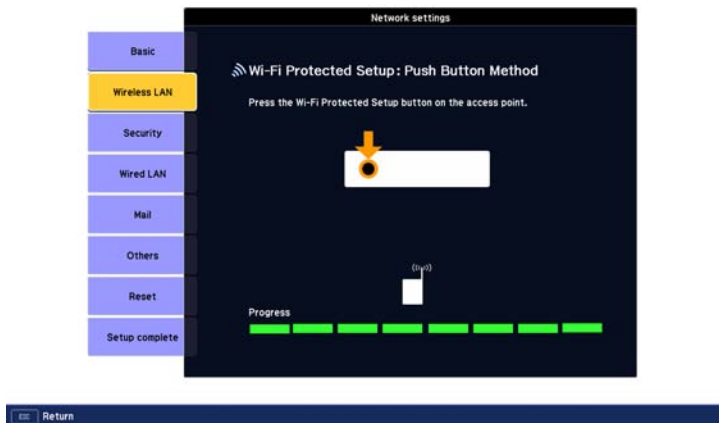 Network settings
Basic
Wireless LAN
Security
Wired LAN
Mail
Others
Reset
Setup complete
Wi-Fi Protected Setup: Push Button Method
Press the Wi-Fi Protected Setup button on the access point.
Progress
ESC Return